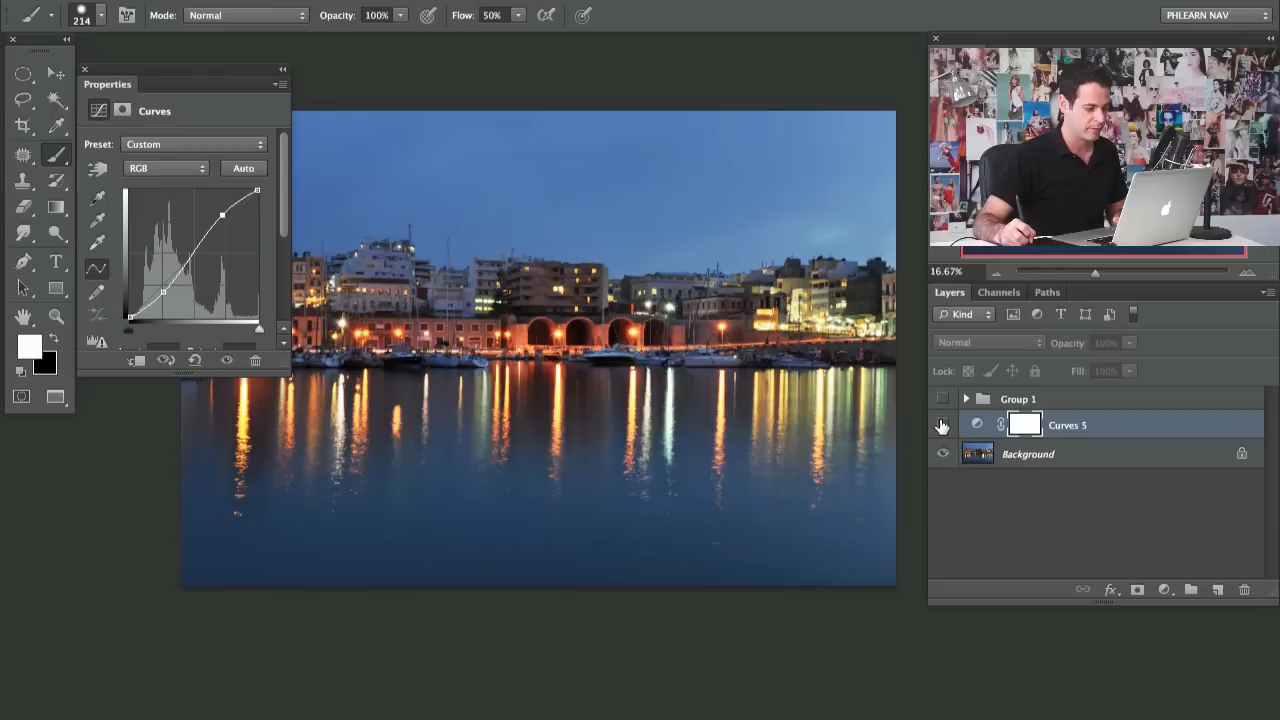 214
Mode: Normal
Opacity: 100%
Flow: 50%
PHLEARN NAV
Properties
Curves
Preset: Custom
RGB
Auto
16.67%
Layers Channels Paths
Kind
Normal
Opacity: 100%
Lock:
Fill: 100%
Group 1
Curves 5
Background